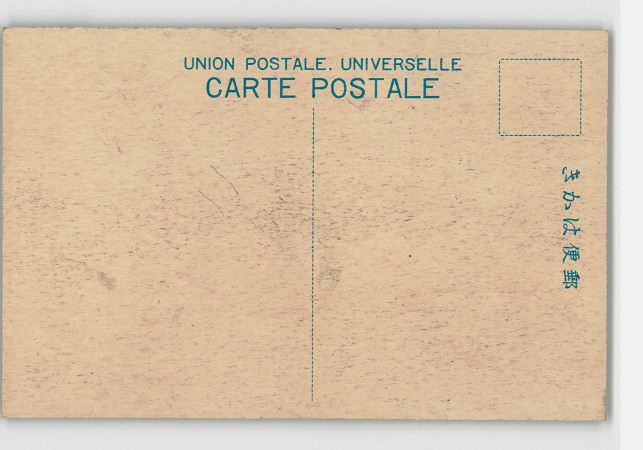 UNION POSTALE. UNIVERSELLE
CARTE POSTALE
きかは便郵